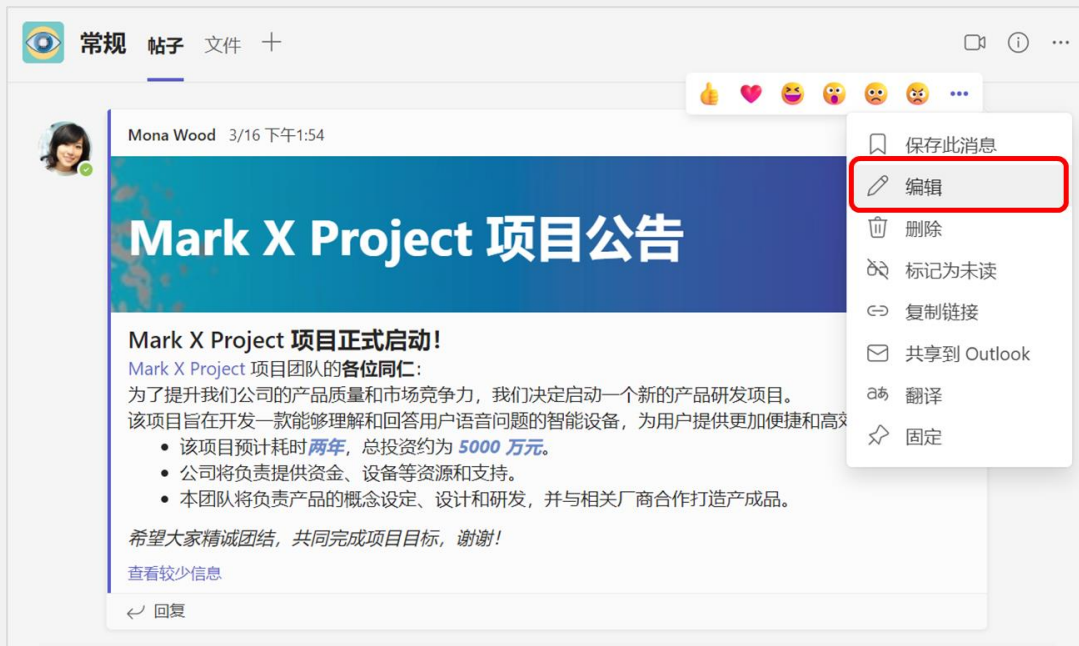 常规 帖子 文件
Mona Wood 3/16 下午1:54
Mark X Project 项目公告
Mark X Project 项目正式启动！
Mark X Project 项目团队的各位同仁：
为了提升我们公司的产品质量和市场竞争力，我们决定启动一个新的产品研发项目。
该项目旨在开发一款能够理解和回答用户语音问题的智能设备，为用户提供更加便捷和高效
该项目预计耗时两年，总投资约为 5000 万元。
公司将负责提供资金、设备等资源和支持。
本团队将负责产品的概念设定、设计和研发，并与相关厂商合作打造产成品。
希望大家精诚团结，共同完成项目目标，谢谢！
查看较少信息
回复
保存此消息
编辑
删除
标记为未读
复制链接
共享到 Outlook
翻译
固定